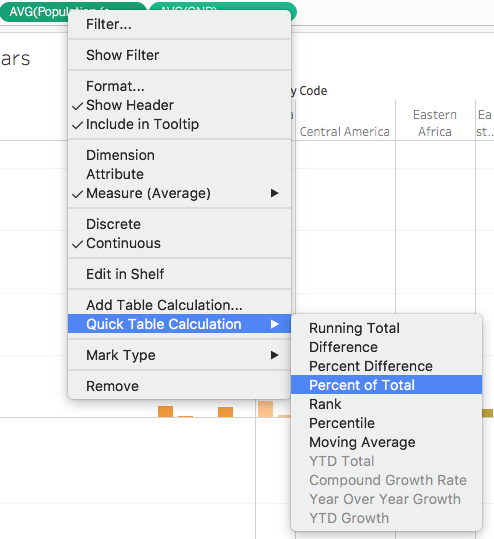 AVG(Population (c
AVG(GNP)
Filter...
ars
Show Filter
Format...
y Code
Show Header
Include in Tooltip
a
Central America
Eastern
Africa
Ea
st..
Dimension
Attribute
Measure (Average)
Discrete
Continuous
Edit in Shelf
Add Table Calculation...
Quick Table Calculation
Running Total
Difference
Mark Type
Percent Difference
Percent of Total
Remove
Rank
Percentile
Moving Average
YTD Total
Compound Growth Rate
Year Over Year Growth
YTD Growth